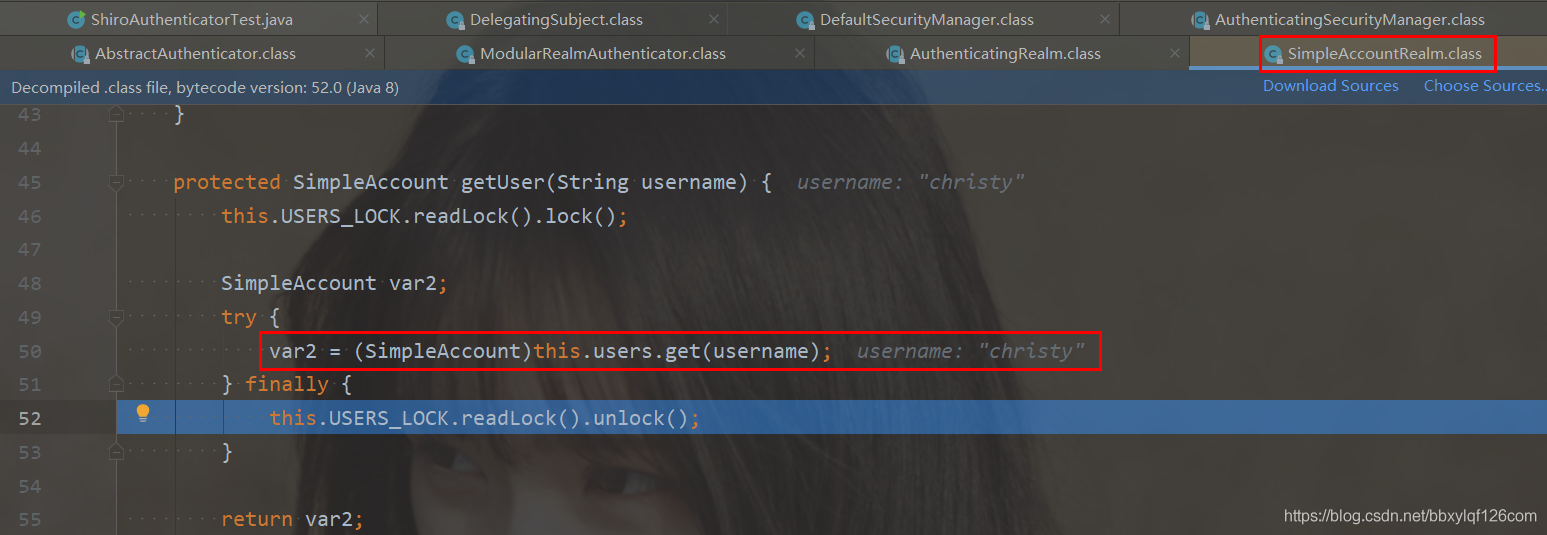 ShiroAuthenticatorTest.java DelegatingSubject.class DefaultSecurityManager.class AuthenticatingSecurityManager.class
AbstractAuthenticator.class ModularRealmAuthenticator.class AuthenticatingRealm.class SimpleAccountRealm.class
Decompiled .class file, bytecode version: 52.0 (Java 8) Download Sources Choose Sources..
43 }
44
45 protected SimpleAccount getUser(String username) { username: "christy"
46 this.USERS_LOCK.readLock().lock();
47
48 SimpleAccount var2;
49 try {
50 var2 = (SimpleAccount)this.users.get(username); username: "christy"
51 } finally {
52 this.USERS_LOCK.readLock().unlock();
53 }
54
55 return var2;
https://blog.csdn.net/bbxylqf126com